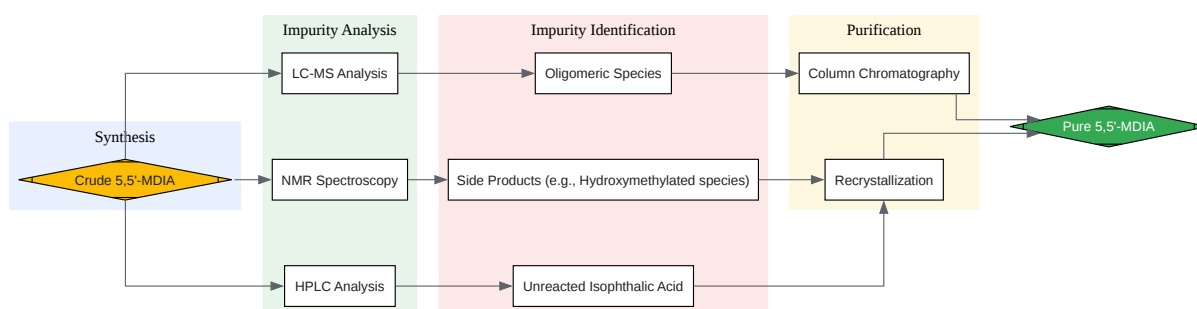 Impurity Analysis
Impurity Identification
Purification
LC-MS Analysis
Oligomeric Species
Column Chromatography
Synthesis
Pure 5,5'-MDIA
Crude 5,5'-MDIA
NMR Spectroscopy
Side Products (e.g., Hydroxymethylated species)
Recrystallization
HPLC Analysis
Unreacted Isophthalic Acid